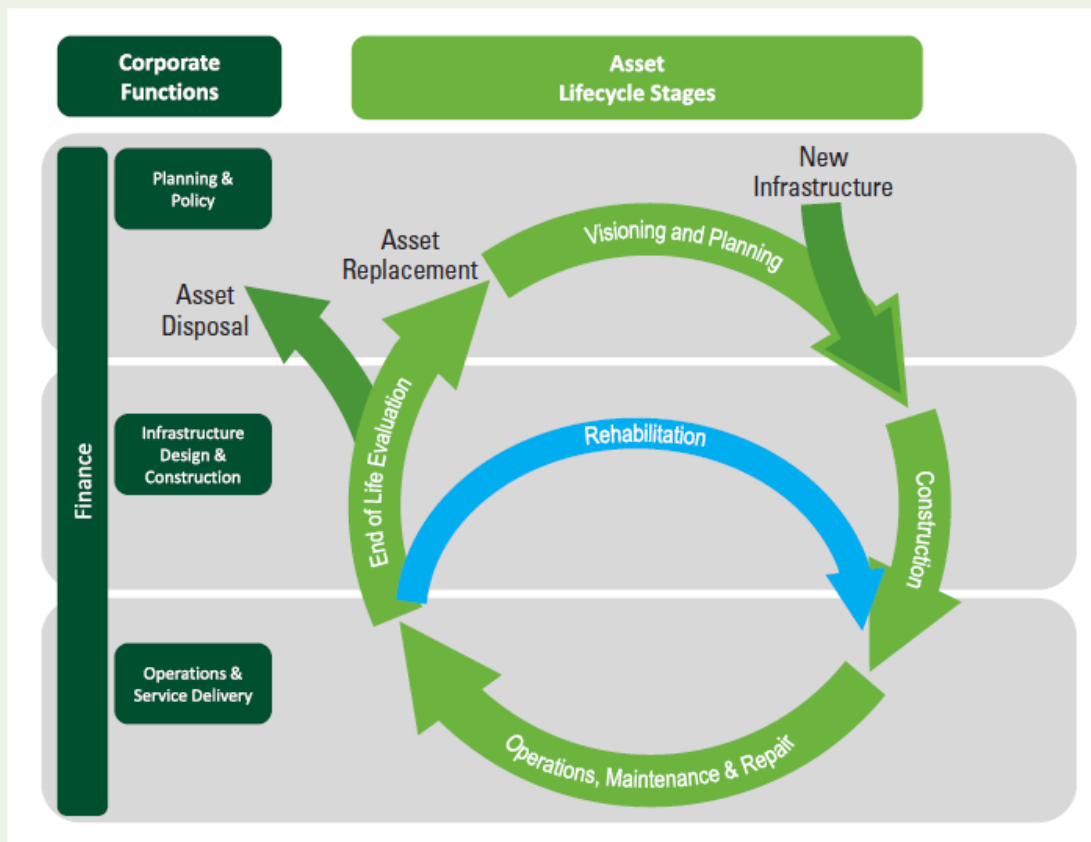 Corporate
Functions
Asset
Lifecycle Stages
Finance
Planning &
Policy
New
Infrastructure
Visioning and Planning
Asset
Replacement
Asset
Disposal
Infrastructure
Design &
Construction
End of Life Evaluation
Rehabilitation
Construction
Operations &
Service Delivery
Operations, Maintenance & Repair